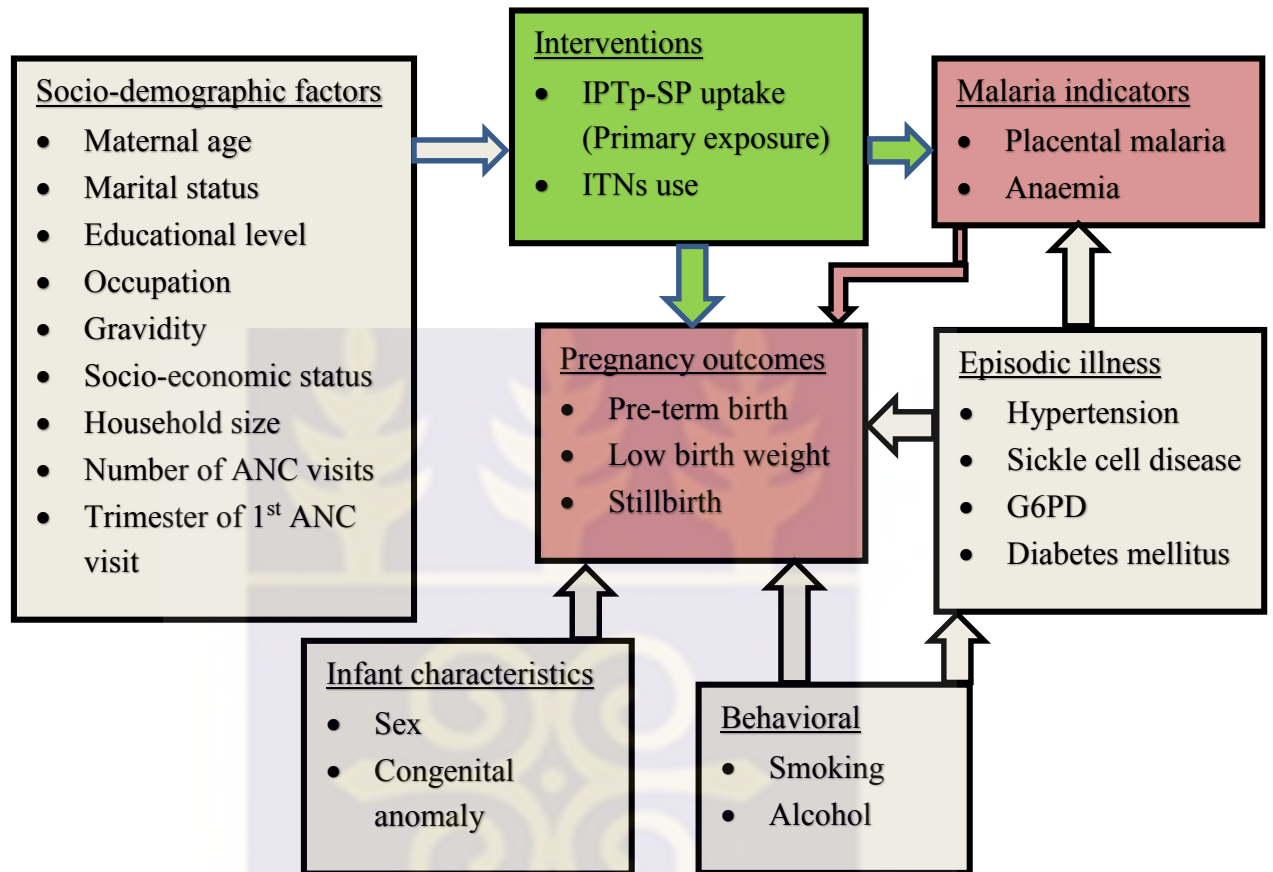 Socio-demographic factors
• Maternal age
• Marital status
• Educational level
• Occupation
• Gravidity
• Socio-economic status
• Household size
• Number of ANC visits
• Trimester of 1st ANC
visit
Interventions
• IPTp-SP uptake
(Primary exposure)
• ITNs use
Malaria indicators
• Placental malaria
• Anaemia
Pregnancy outcomes
• Pre-term birth
• Low birth weight
• Stillbirth
Episodic illness
• Hypertension
• Sickle cell disease
• G6PD
• Diabetes mellitus
Infant characteristics
• Sex
• Congenital
anomaly
Behavioral
• Smoking
• Alcohol